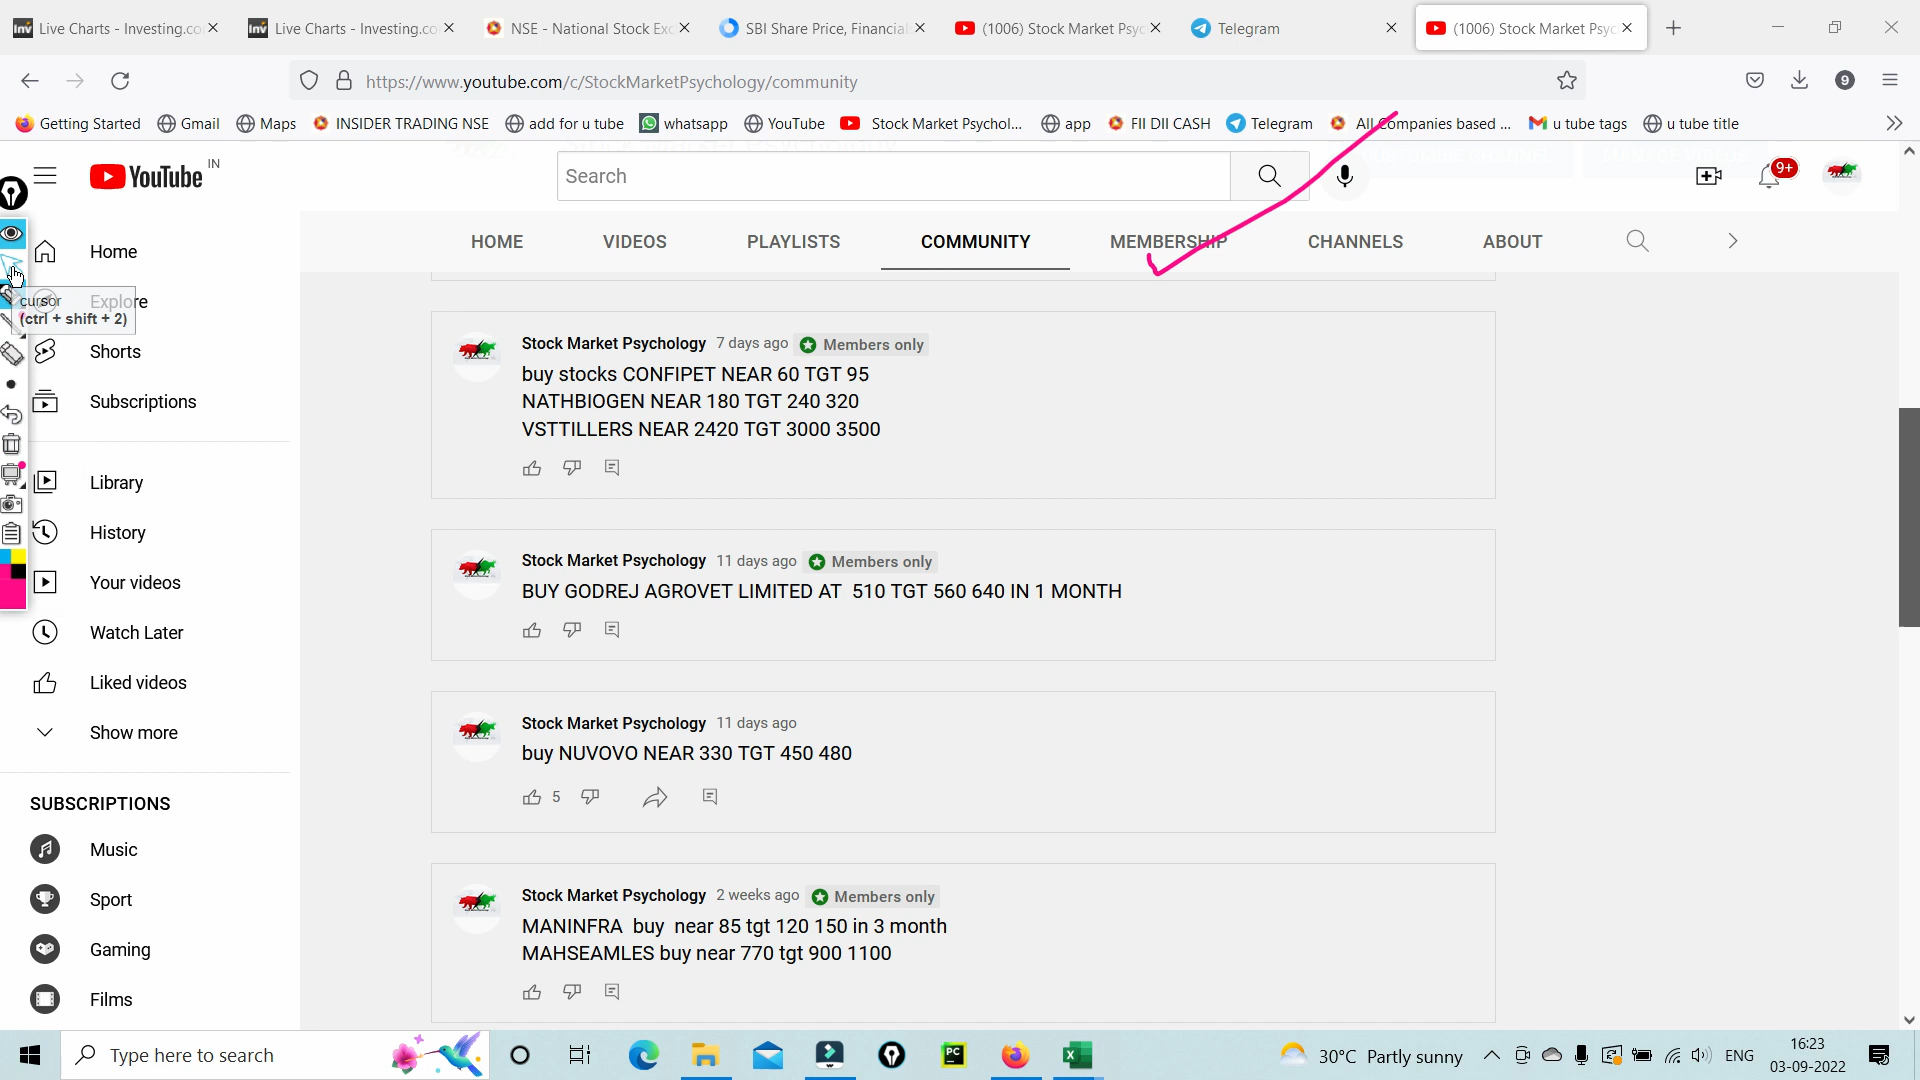 Live Charts - Investing.co
Live Charts - Investing.co
NSE - National Stock Exc
SBI Share Price, Financial
(1006) Stock Market Psyc
Telegram
(1006) Stock Market Psyc
https://www.youtube.com/c/StockMarketPsychology/community
9
Getting Started
Gmail
Maps
INSIDER TRADING NSE
add for u tube
whatsapp
YouTube
Stock Market Psychol...
app
FII DII CASH
Telegram
All Companies based ...
u tube tags
u tube title
YouTube IN
Search
9+
HOME
VIDEOS
PLAYLISTS
COMMUNITY
MEMBERSHIP
CHANNELS
ABOUT
Home
Explore
cursor
(ctrl + shift + 2)
Shorts
Subscriptions
Library
History
Your videos
Watch Later
Liked videos
Show more
SUBSCRIPTIONS
Music
Sport
Gaming
Films
Stock Market Psychology 7 days ago Members only
buy stocks CONFIPET NEAR 60 TGT 95
NATHBIOGEN NEAR 180 TGT 240 320
VSTTILLERS NEAR 2420 TGT 3000 3500
Stock Market Psychology 11 days ago Members only
BUY GODREJ AGROVET LIMITED AT 510 TGT 560 640 IN 1 MONTH
Stock Market Psychology 11 days ago
buy NUVOVO NEAR 330 TGT 450 480
5
Stock Market Psychology 2 weeks ago Members only
MANINFRA buy near 85 tgt 120 150 in 3 month
MAHSEAMLES buy near 770 tgt 900 1100
Type here to search
PC
30°C Partly sunny
ENG
16:23
03-09-2022